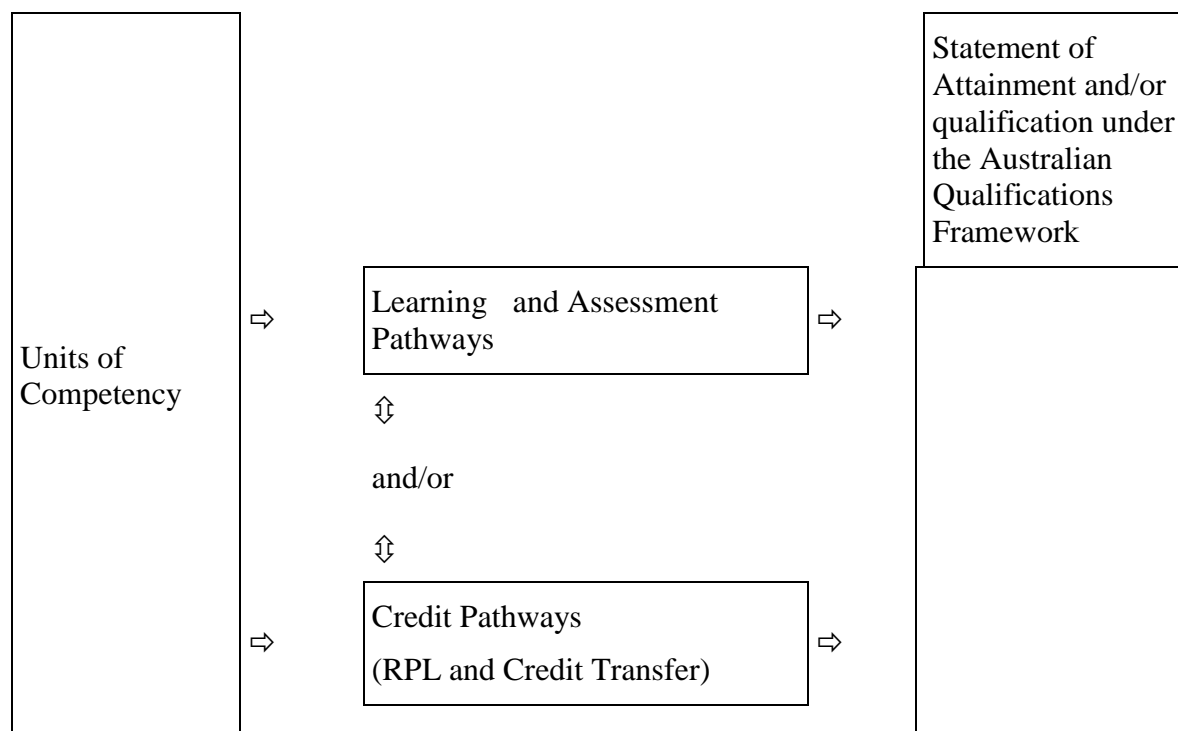 Statement of
Attainment and/or
qualification under
the Australian
Qualifications
Framework
Units of
Competency
⇨
Learning and Assessment
Pathways
⇨
⇕
and/or
⇕
⇨
Credit Pathways
(RPL and Credit Transfer)
⇨